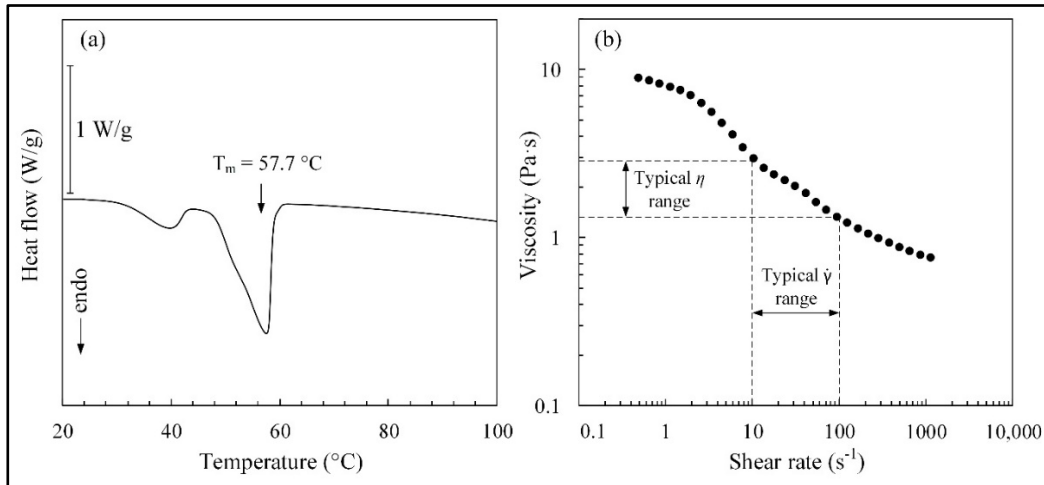 (a)
1 W/g
Tm = 57.7 °C
Heat flow (W/g)
endo
20
40
60
80
100
Temperature (°C)
(b)
10
1
0.1
Viscosity (Pa·s)
Typical η
range
Typical γ̇
range
0.1
1
10
100
1000
10,000
Shear rate (s⁻¹)